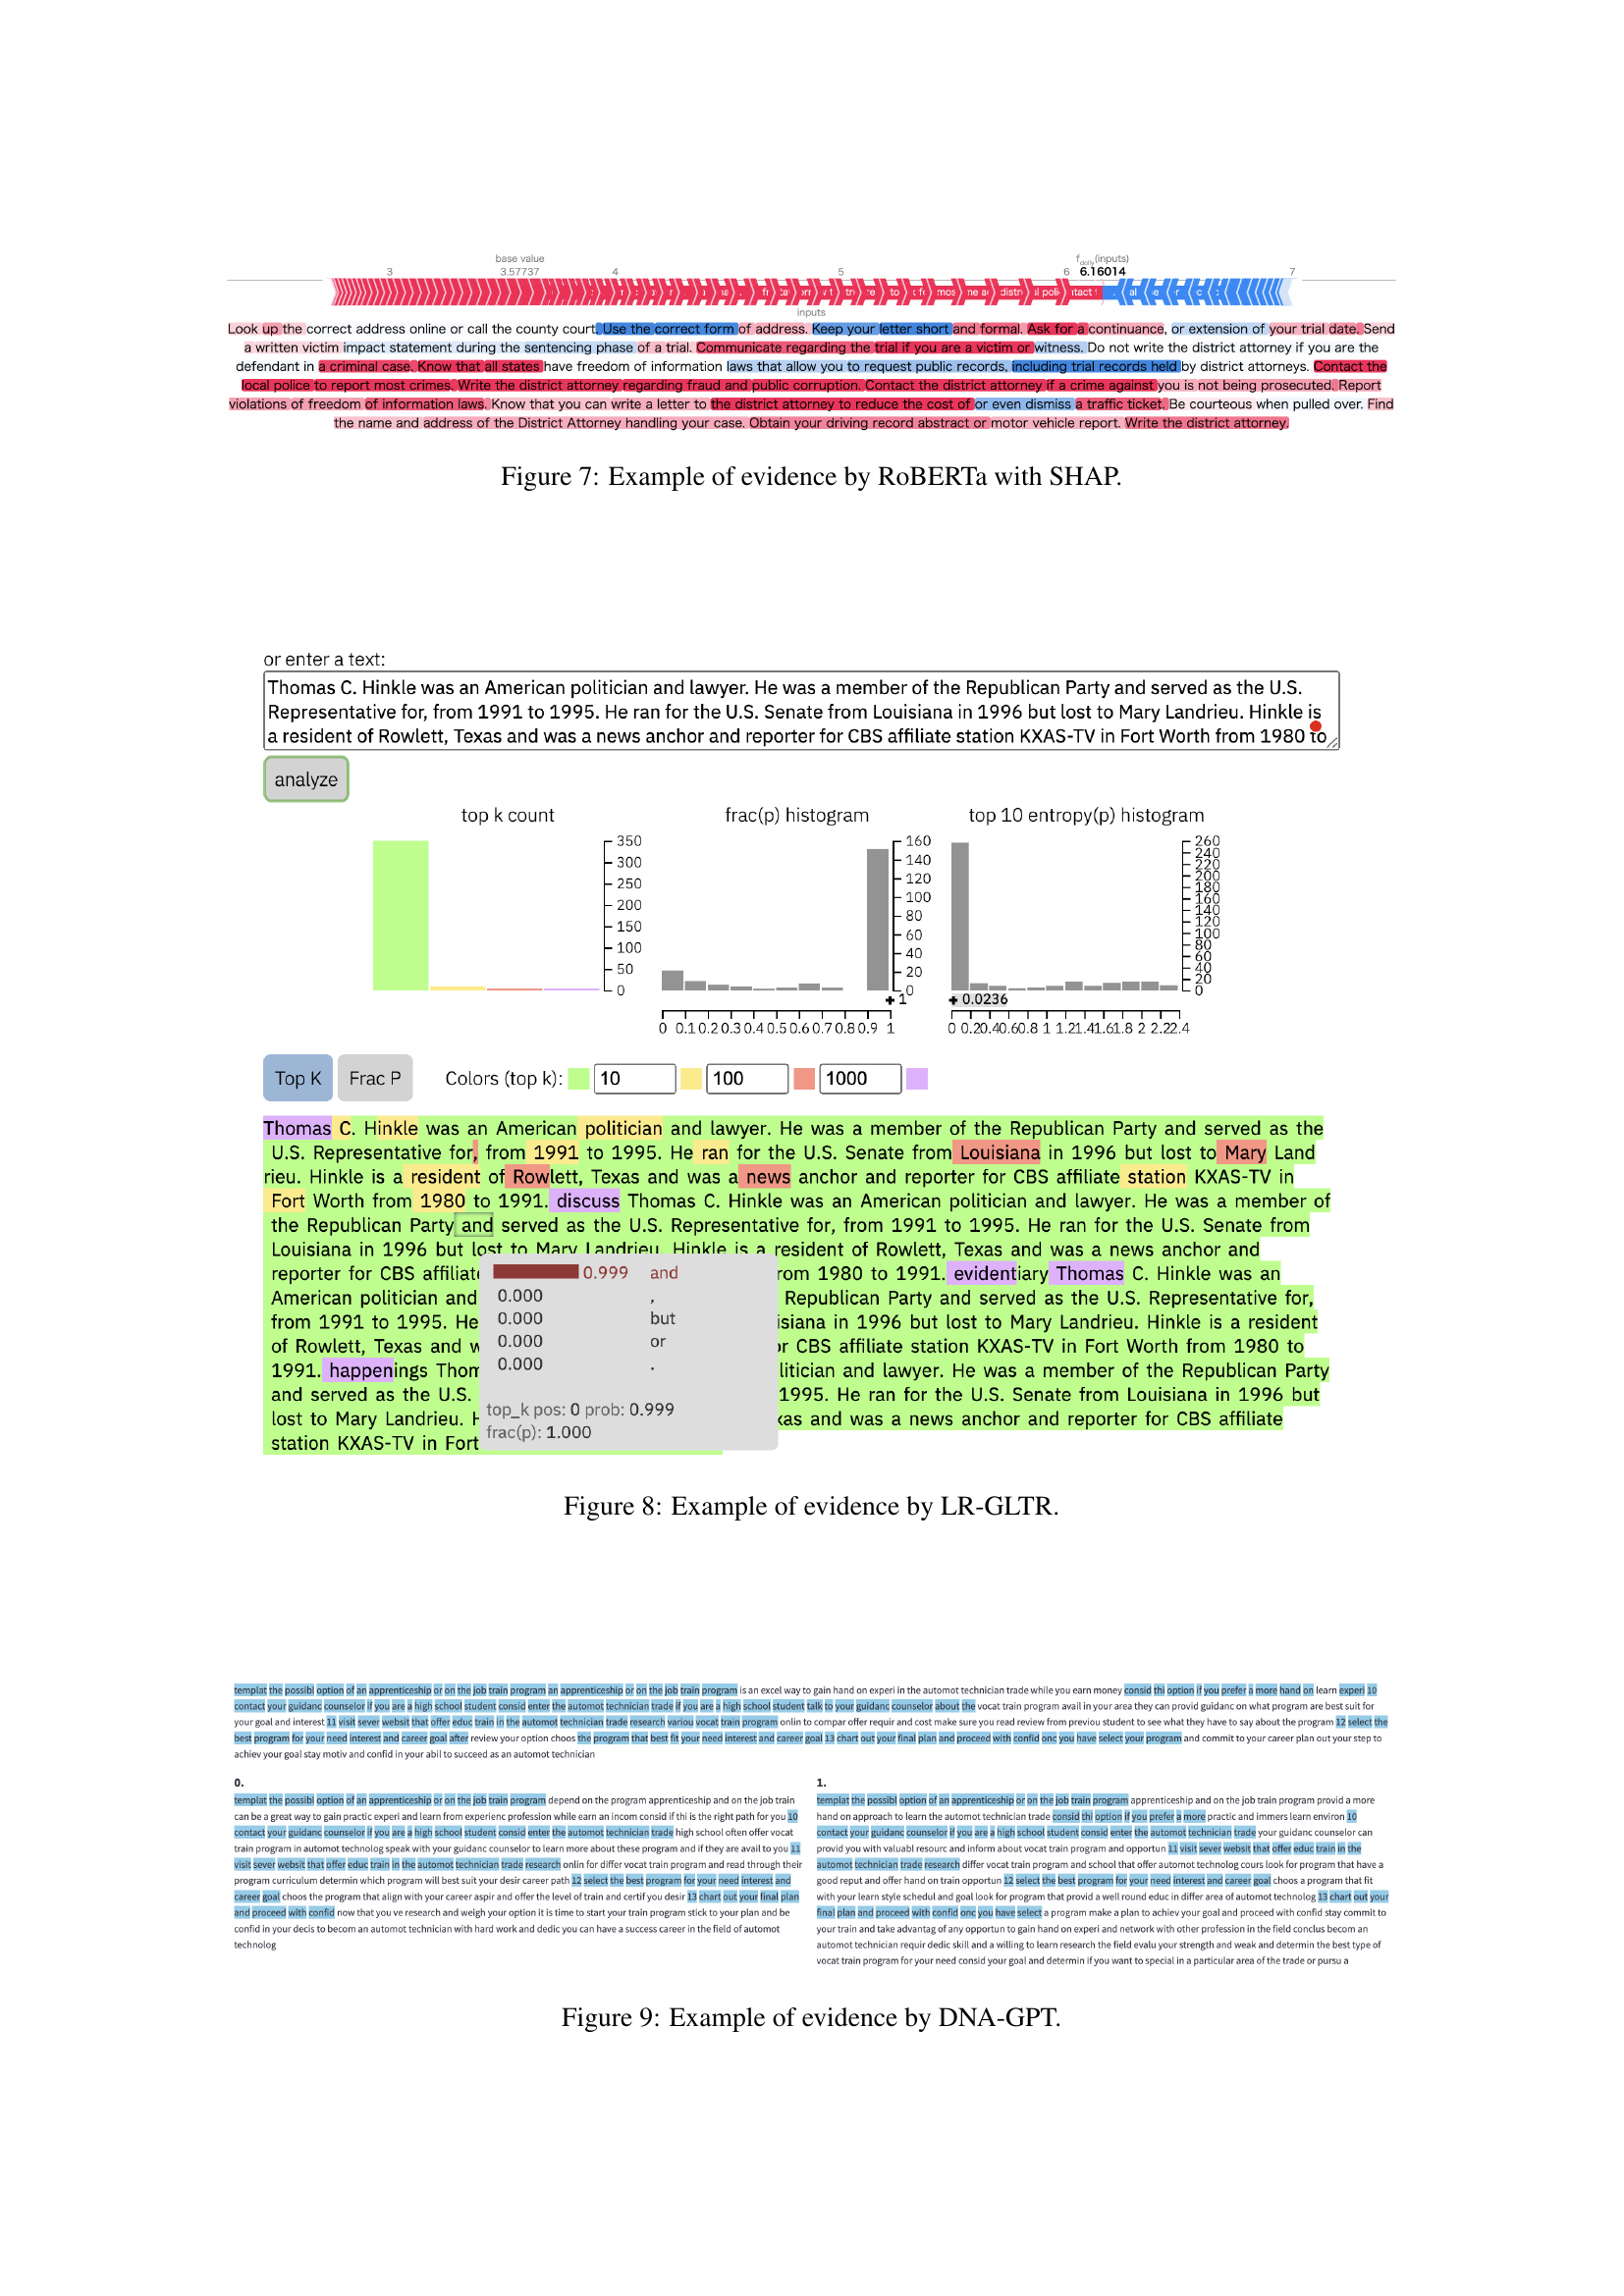 base value
f dolly (inputs)
3 3.57737 4 5 6 6.16014 7
inputs
Look up the correct address online or call the county court. Use the correct form of address. Keep your letter short and formal. Ask for a continuance, or extension of your trial date. Send
a written victim impact statement during the sentencing phase of a trial. Communicate regarding the trial if you are a victim or witness. Do not write the district attorney if you are the
defendant in a criminal case. Know that all states have freedom of information laws that allow you to request public records, including trial records held by district attorneys. Contact the
local police to report most crimes. Write the district attorney regarding fraud and public corruption. Contact the district attorney if a crime against you is not being prosecuted. Report
violations of freedom of information laws. Know that you can write a letter to the district attorney to reduce the cost of or even dismiss a traffic ticket. Be courteous when pulled over. Find
the name and address of the District Attorney handling your case. Obtain your driving record abstract or motor vehicle report. Write the district attorney.
Figure 7: Example of evidence by RoBERTa with SHAP.
or enter a text:
Thomas C. Hinkle was an American politician and lawyer. He was a member of the Republican Party and served as the U.S.
Representative for, from 1991 to 1995. He ran for the U.S. Senate from Louisiana in 1996 but lost to Mary Landrieu. Hinkle is
a resident of Rowlett, Texas and was a news anchor and reporter for CBS affiliate station KXAS-TV in Fort Worth from 1980 to
analyze
top k count
350
300
250
200
150
100
50
0
frac(p) histogram
160
140
120
100
80
60
40
20
0
1
0 0.1 0.2 0.3 0.4 0.5 0.6 0.7 0.8 0.9 1
top 10 entropy(p) histogram
260
240
220
200
180
160
140
120
100
80
60
40
20
0
0.0236
0 0.2 0.4 0.6 0.8 1 1.2 1.4 1.6 1.8 2 2.2 2.4
Top K Frac P Colors (top k): 10 100 1000
Thomas C. Hinkle was an American politician and lawyer. He was a member of the Republican Party and served as the
U.S. Representative for, from 1991 to 1995. He ran for the U.S. Senate from Louisiana in 1996 but lost to Mary Land
rieu. Hinkle is a resident of Rowlett, Texas and was a news anchor and reporter for CBS affiliate station KXAS-TV in
Fort Worth from 1980 to 1991. discuss Thomas C. Hinkle was an American politician and lawyer. He was a member of
the Republican Party and served as the U.S. Representative for, from 1991 to 1995. He ran for the U.S. Senate from
Louisiana in 1996 but lost to Mary Landrieu. Hinkle is a resident of Rowlett, Texas and was a news anchor and
reporter for CBS affiliate rom 1980 to 1991. evidentiary Thomas C. Hinkle was an
American politician and Republican Party and served as the U.S. Representative for,
from 1991 to 1995. He isiana in 1996 but lost to Mary Landrieu. Hinkle is a resident
of Rowlett, Texas and w or CBS affiliate station KXAS-TV in Fort Worth from 1980 to
1991. happenings Thom litician and lawyer. He was a member of the Republican Party
and served as the U.S. 1995. He ran for the U.S. Senate from Louisiana in 1996 but
lost to Mary Landrieu. H xas and was a news anchor and reporter for CBS affiliate
station KXAS-TV in Fort
0.999 and
0.000 ,
0.000 but
0.000 or
0.000 .
top_k pos: 0 prob: 0.999
frac(p): 1.000
Figure 8: Example of evidence by LR-GLTR.
templat the possibl option of an apprenticeship or on the job train program an apprenticeship or on the job train program is an excel way to gain hand on experi in the automot technician trade while you earn money consid thi option if you prefer a more hand on learn experi 10
contact your guidanc counselor if you are a high school student consid enter the automot technician trade if you are a high school student talk to your guidanc counselor about the vocat train program avail in your area they can provid guidanc on what program are best suit for
your goal and interest 11 visit sever websit that offer educ train in the automot technician trade research variou vocat train program onlin to compar offer requir and cost make sure you read review from previou student to see what they have to say about the program 12 select the
best program for your need interest and career goal after review your option choos the program that best fit your need interest and career goal 13 chart out your final plan and proceed with confid onc you have select your program and commit to your career plan out your step to
achiev your goal stay motiv and confid in your abil to succeed as an automot technician
0.
templat the possibl option of an apprenticeship or on the job train program depend on the program apprenticeship and on the job train
can be a great way to gain practic experi and learn from experienc profession while earn an incom consid if thi is the right path for you 10
contact your guidanc counselor if you are a high school student consid enter the automot technician trade high school often offer vocat
train program in automot technolog speak with your guidanc counselor to learn more about these program and if they are avail to you 11
visit sever websit that offer educ train in the automot technician trade research onlin for differ vocat train program and read through their
program curriculum determin which program will best suit your desir career path 12 select the best program for your need interest and
career goal choos the program that align with your career aspir and offer the level of train and certif you desir 13 chart out your final plan
and proceed with confid now that you ve research and weigh your option it is time to start your train program stick to your plan and be
confid in your decis to becom an automot technician with hard work and dedic you can have a success career in the field of automot
technolog
1.
templat the possibl option of an apprenticeship or on the job train program apprenticeship and on the job train program provid a more
hand on approach to learn the automot technician trade consid thi option if you prefer a more practic and immers learn environ 10
contact your guidanc counselor if you are a high school student consid enter the automot technician trade your guidanc counselor can
provid you with valuabl resourc and inform about vocat train program and opportun 11 visit sever websit that offer educ train in the
automot technician trade research differ vocat train program and school that offer automot technolog cours look for program that have a
good reput and offer hand on train opportun 12 select the best program for your need interest and career goal choos a program that fit
with your learn style schedul and goal look for program that provid a well round educ in differ area of automot technolog 13 chart out your
final plan and proceed with confid onc you have select a program make a plan to achiev your goal and proceed with confid stay commit to
your train and take advantag of any opportun to gain hand on experi and network with other profession in the field conclus becom an
automot technician requir dedic skill and a willing to learn research the field evalu your strength and weak and determin the best type of
vocat train program for your need consid your goal and determin if you want to special in a particular area of the trade or pursu a
Figure 9: Example of evidence by DNA-GPT.